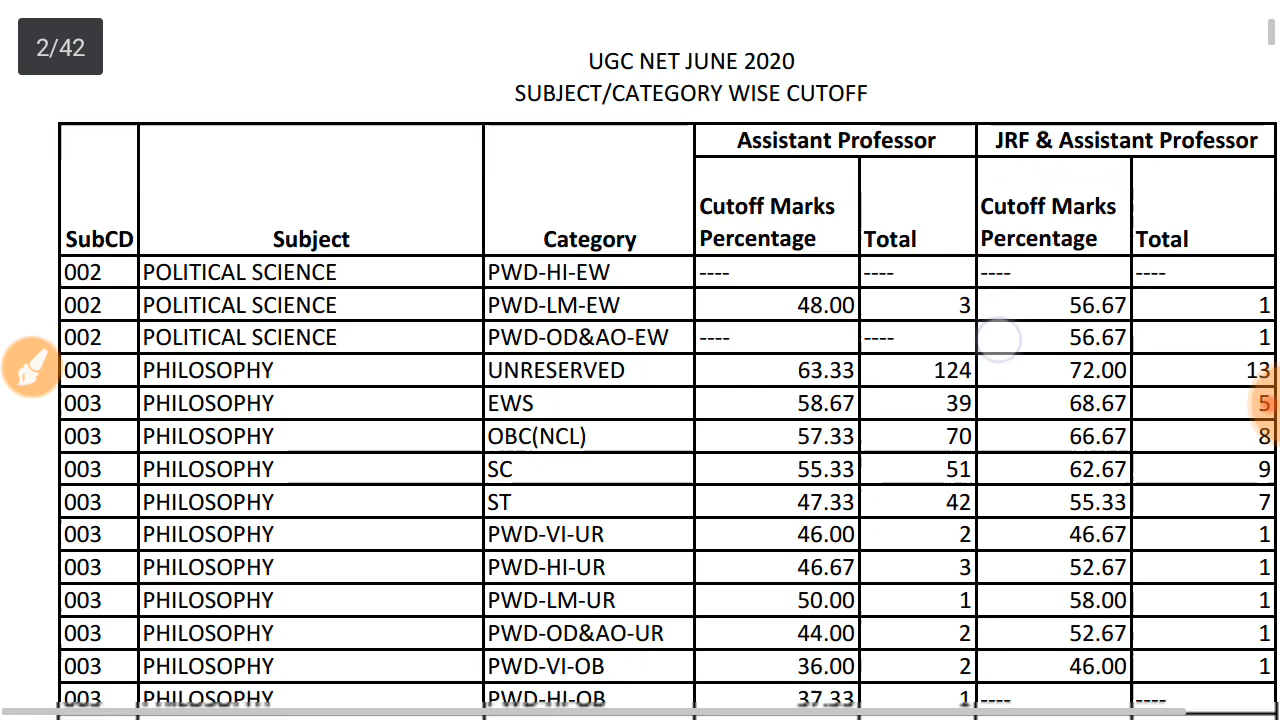 2/42
UGC NET JUNE 2020
SUBJECT/CATEGORY WISE CUTOFF
Assistant Professor JRF & Assistant Professor
SubCD Subject Category Cutoff Marks Percentage Total Cutoff Marks Percentage Total
002 POLITICAL SCIENCE PWD-HI-EW ---- ---- ---- ----
002 POLITICAL SCIENCE PWD-LM-EW 48.00 3 56.67 1
002 POLITICAL SCIENCE PWD-OD&AO-EW ---- ---- 56.67 1
003 PHILOSOPHY UNRESERVED 63.33 124 72.00 13
003 PHILOSOPHY EWS 58.67 39 68.67 5
003 PHILOSOPHY OBC(NCL) 57.33 70 66.67 8
003 PHILOSOPHY SC 55.33 51 62.67 9
003 PHILOSOPHY ST 47.33 42 55.33 7
003 PHILOSOPHY PWD-VI-UR 46.00 2 46.67 1
003 PHILOSOPHY PWD-HI-UR 46.67 3 52.67 1
003 PHILOSOPHY PWD-LM-UR 50.00 1 58.00 1
003 PHILOSOPHY PWD-OD&AO-UR 44.00 2 52.67 1
003 PHILOSOPHY PWD-VI-OB 36.00 2 46.00 1
003 PHILOSOPHY PWD-HI-OB 37.33 1 ---- ----